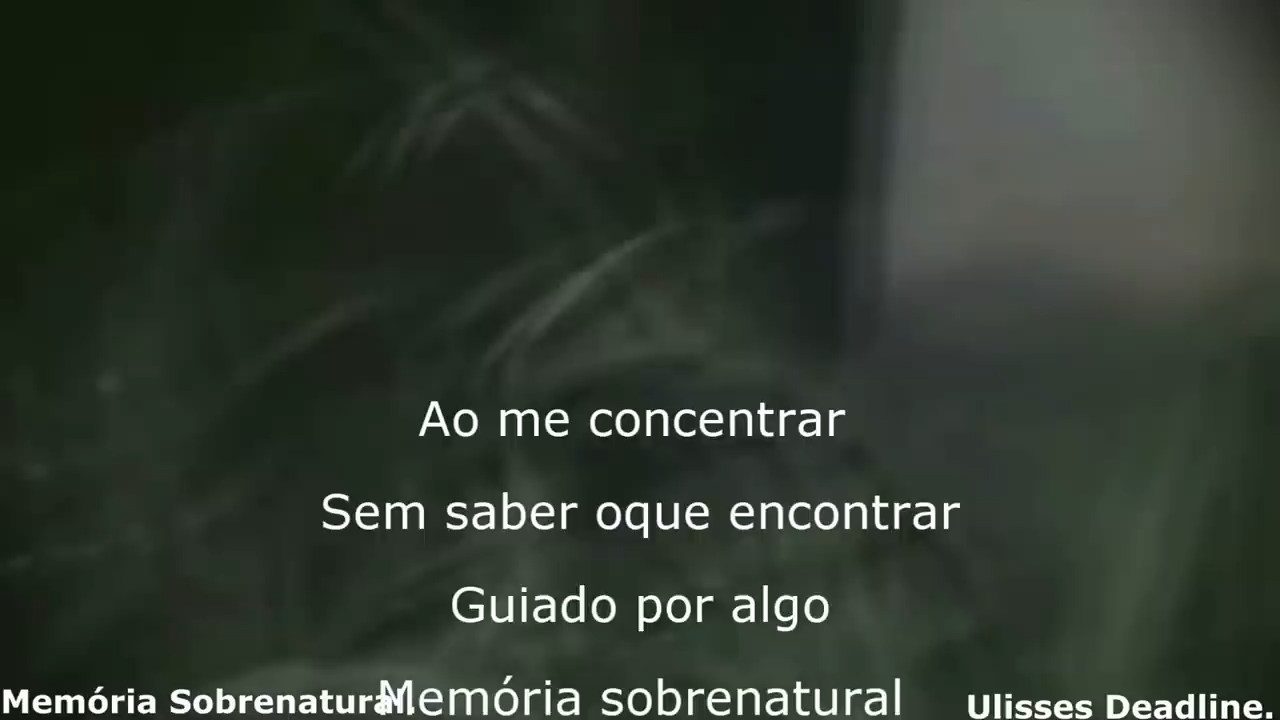 Ao me concentrar
Sem saber oque encontrar
Guiado por algo
Memória sobrenatural
Memória Sobrenatural.
Ulisses Deadline.